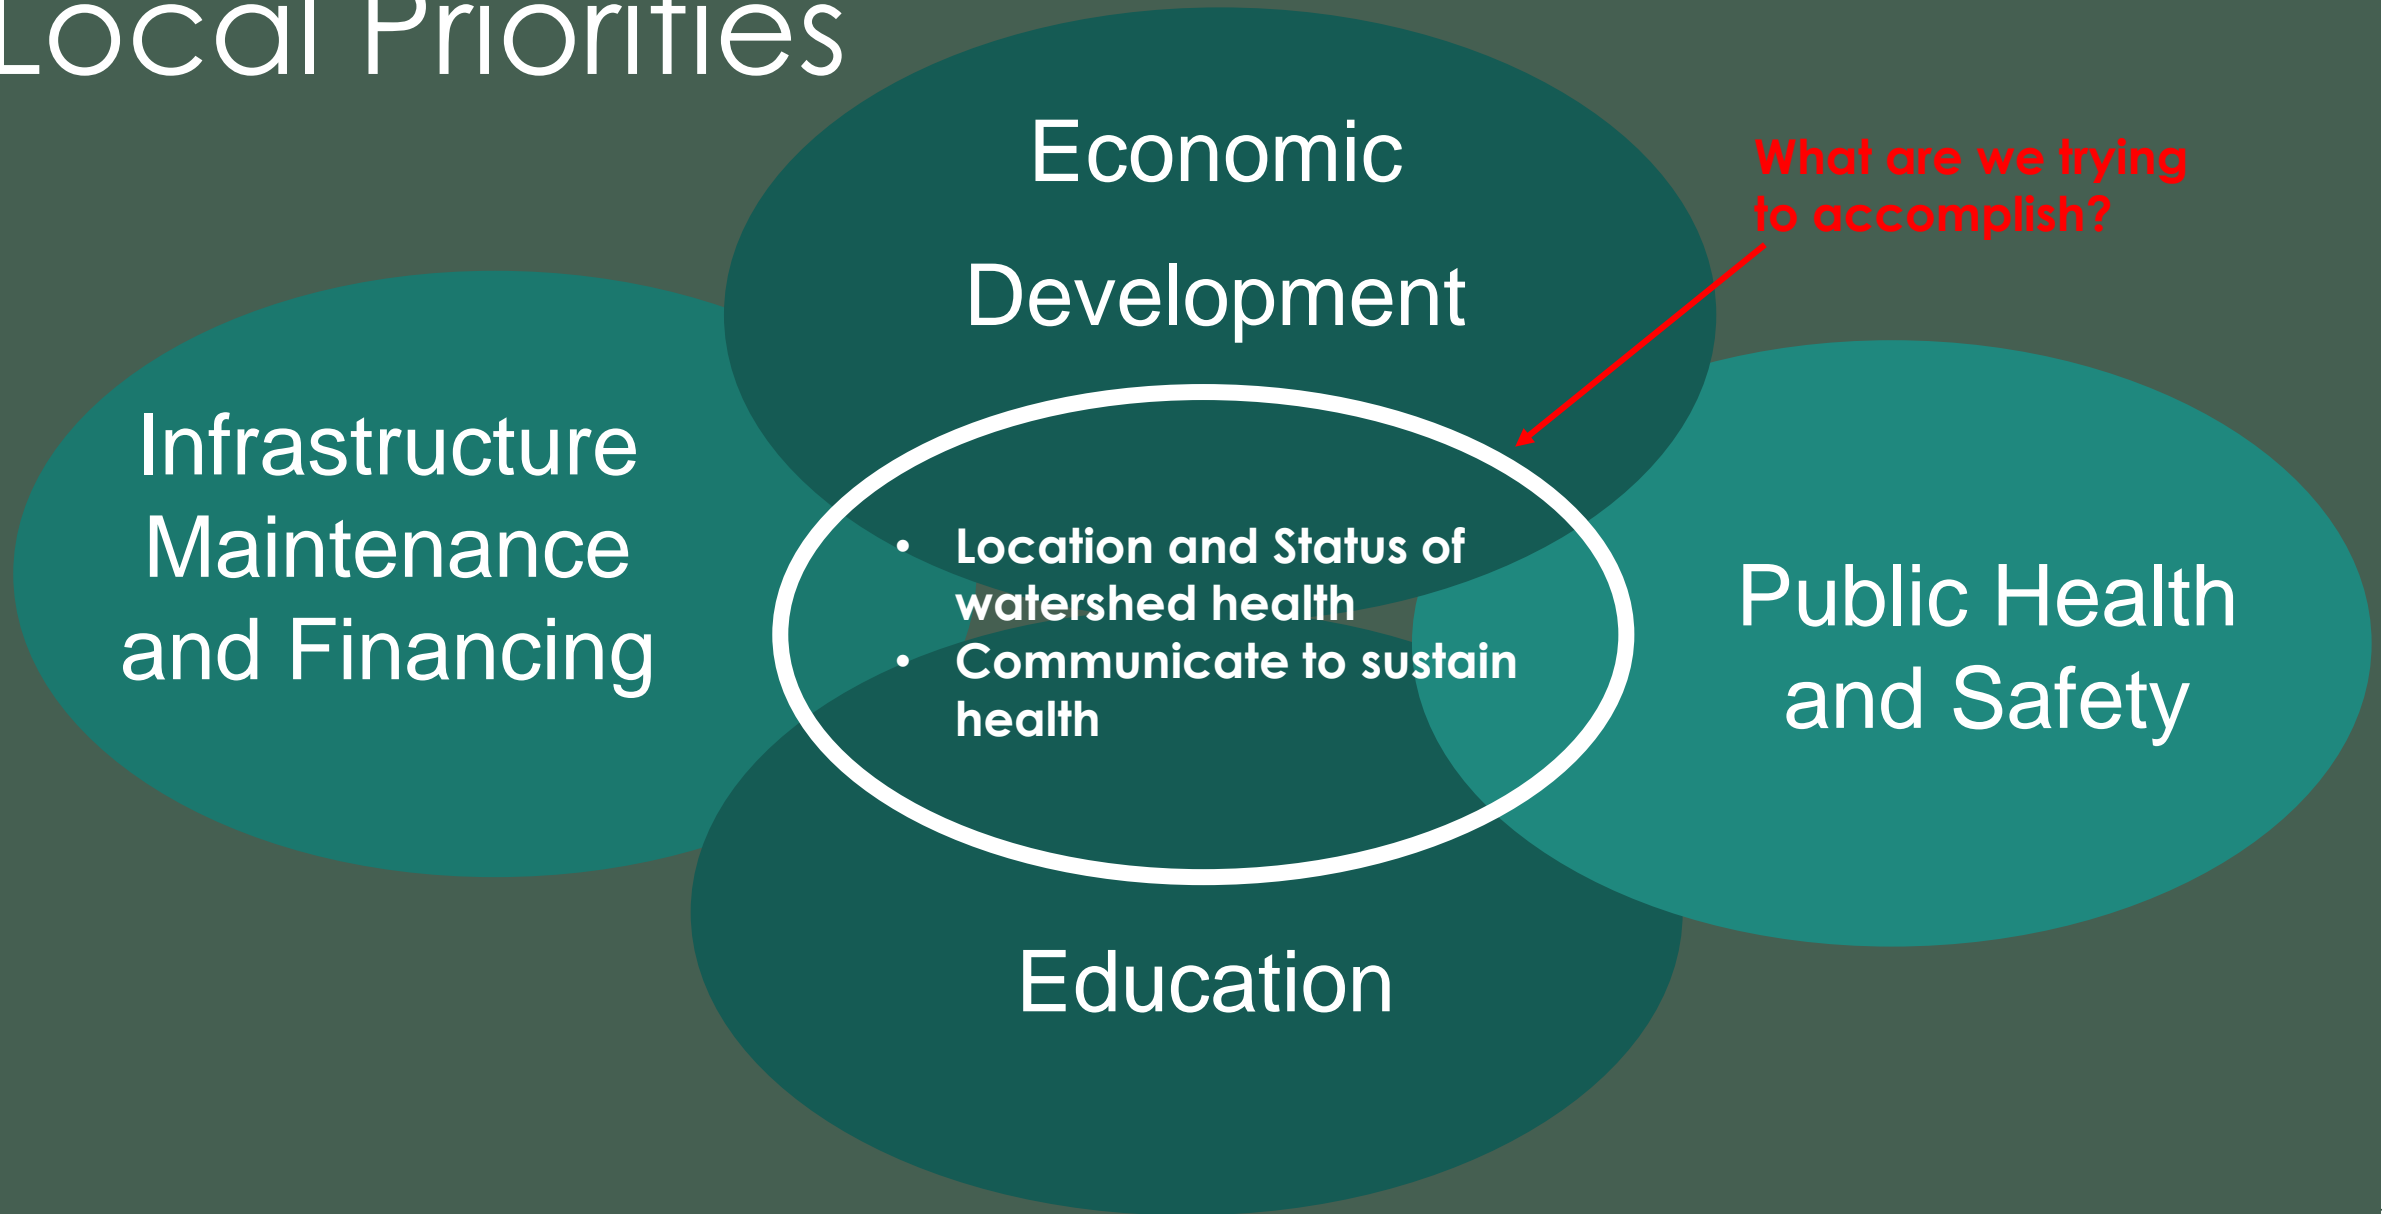 Local Priorities
Economic
Development
What are we trying
to accomplish?
Infrastructure
Maintenance
and Financing
• Location and Status of
watershed health
• Communicate to sustain
health
Public Health
and Safety
Education